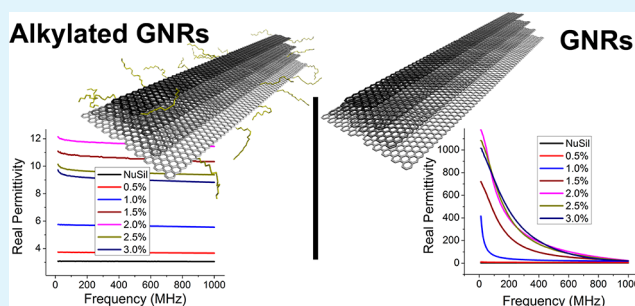 Alkylated GNRs
GNRs
Real Permittivity
12
10
8
6
4
NuSil
0.5%
1.0%
1.5%
2.0%
2.5%
3.0%
0 200 400 600 800 1000
Frequency (MHz)
Real Permittivity
1000
800
600
400
200
0
NuSil
0.5%
1.0%
1.5%
2.0%
2.5%
3.0%
0 200 400 600 800 1000
Frequency (MHz)